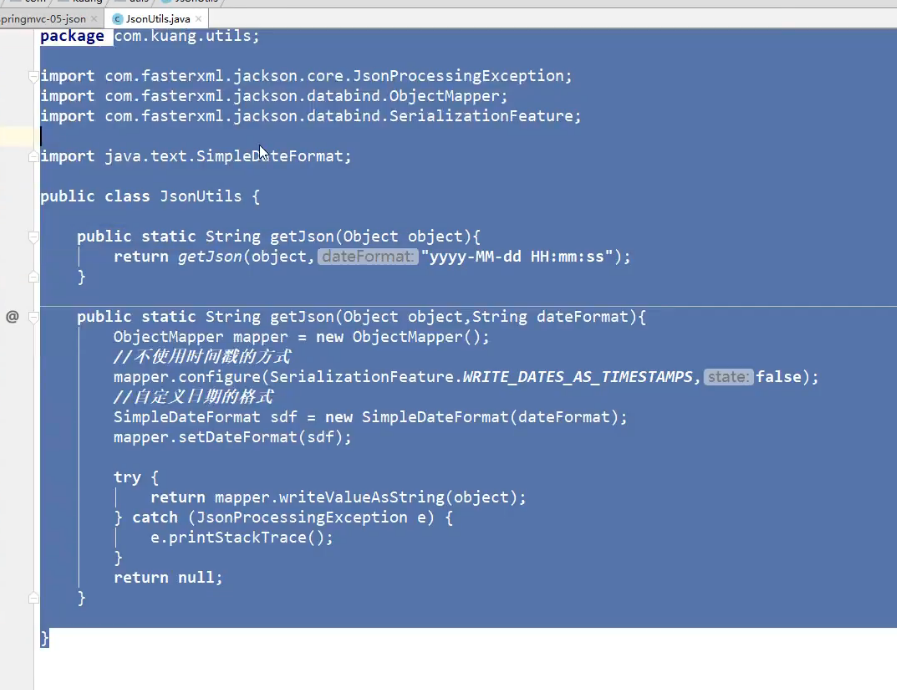 pringmvc-05-json × JsonUtils.java ×
package com.kuang.utils;
import com.fasterxml.jackson.core.JsonProcessingException;
import com.fasterxml.jackson.databind.ObjectMapper;
import com.fasterxml.jackson.databind.SerializationFeature;
import java.text.SimpleDateFormat;
public class JsonUtils {
public static String getJson(Object object){
return getJson(object, dateFormat: "yyyy-MM-dd HH:mm:ss");
}
@ public static String getJson(Object object,String dateFormat){
ObjectMapper mapper = new ObjectMapper();
//不使用时间戳的方式
mapper.configure(SerializationFeature.WRITE_DATES_AS_TIMESTAMPS, state: false);
//自定义日期的格式
SimpleDateFormat sdf = new SimpleDateFormat(dateFormat);
mapper.setDateFormat(sdf);
try {
return mapper.writeValueAsString(object);
} catch (JsonProcessingException e) {
e.printStackTrace();
}
return null;
}
}